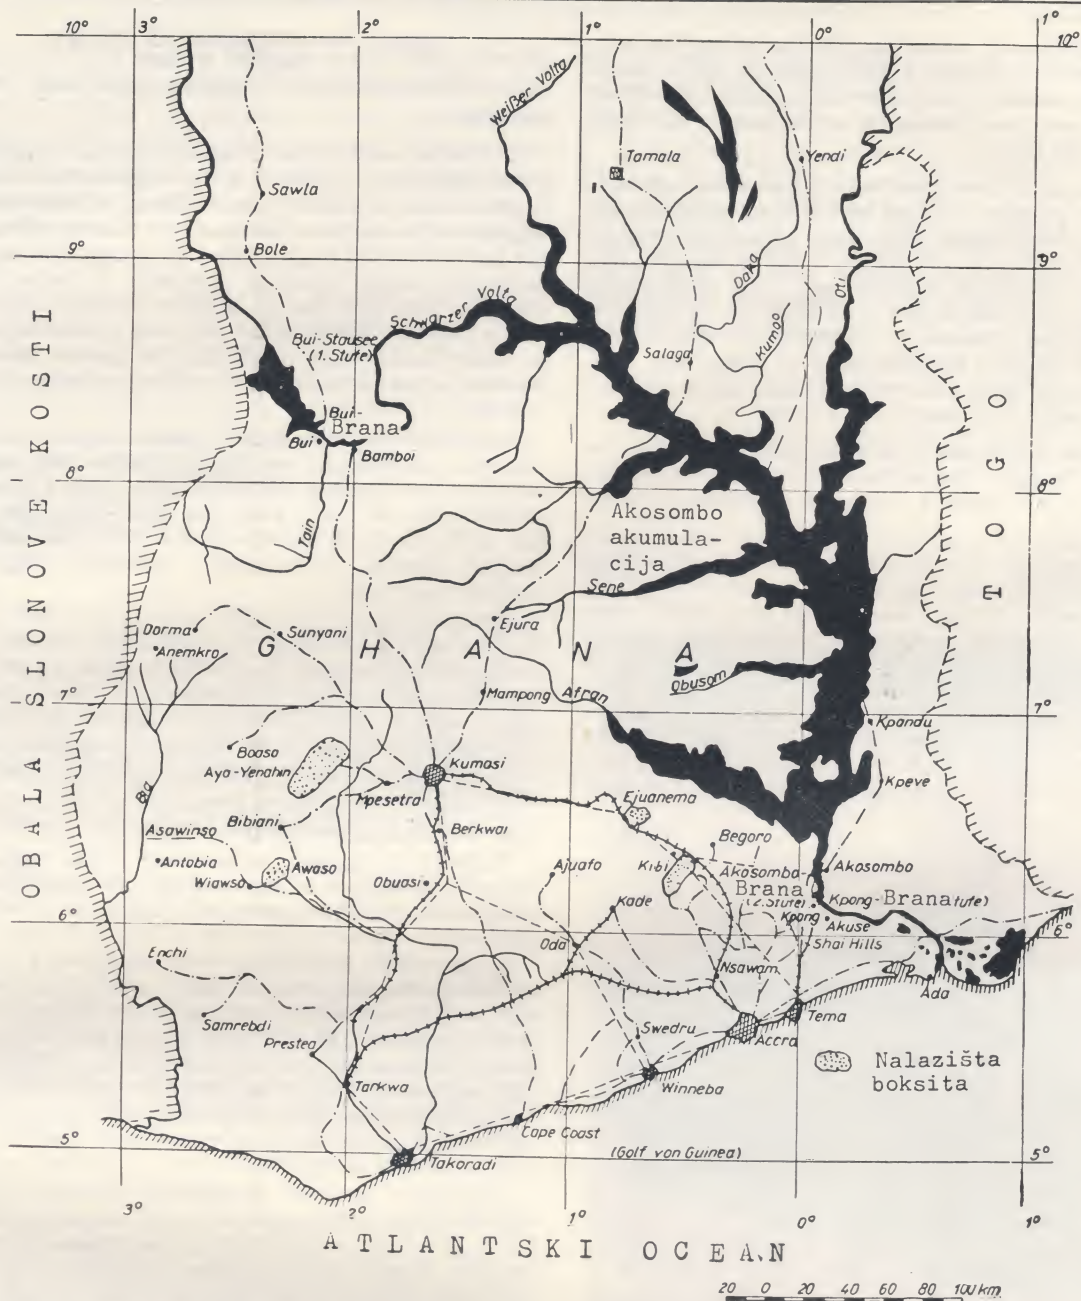 10° 3° 2° 1° 0° 1°
10°
Weißer Volta
Tamala
Yendi
Sawla
Bole
9° 9°
Daka
Oti
Schwarzer Volta
Bui-Stausee
(1. Stufe)
Kumoo
Salaga
Bui-
Brana
Bui
Bamboi
8° 8°
Tain
Akosombo
akumula-
cija
Sene
OBALA SLONOVE KOSTI
TOGO
Dorma
Sunyani
Ejura
Anemkro
GHANA
Obusom
Mampong
Afran
7° 7°
Kpandu
Boaso
Aya-Yenahin
Kumasi
Mpesetra
Kpeve
Ejuanema
Bia
Bibiani
Berkwai
Begoro
Asawinso
Antobia
Awaso
Wiawso
Obuasi
Ajuafo
Kibi
Akosombo
Akosomba-
Brana
(2. Stufe)
Kpong-Brana tufe)
Kade
Kpong
Akuse
6° 6°
Shai Hills
Oda
Enchi
Nsawam
Ada
Samrebdi
Swedru
Tema
Accra
Prestea
Nalazišta
boksita
Tarkwa
Winneba
Cape Coast
5° 5°
Takoradi
(Golf von Guinea)
3° 2° 1° 0° 1°
ATLANTSKI OCEAN
20 0 20 40 60 80 100 km